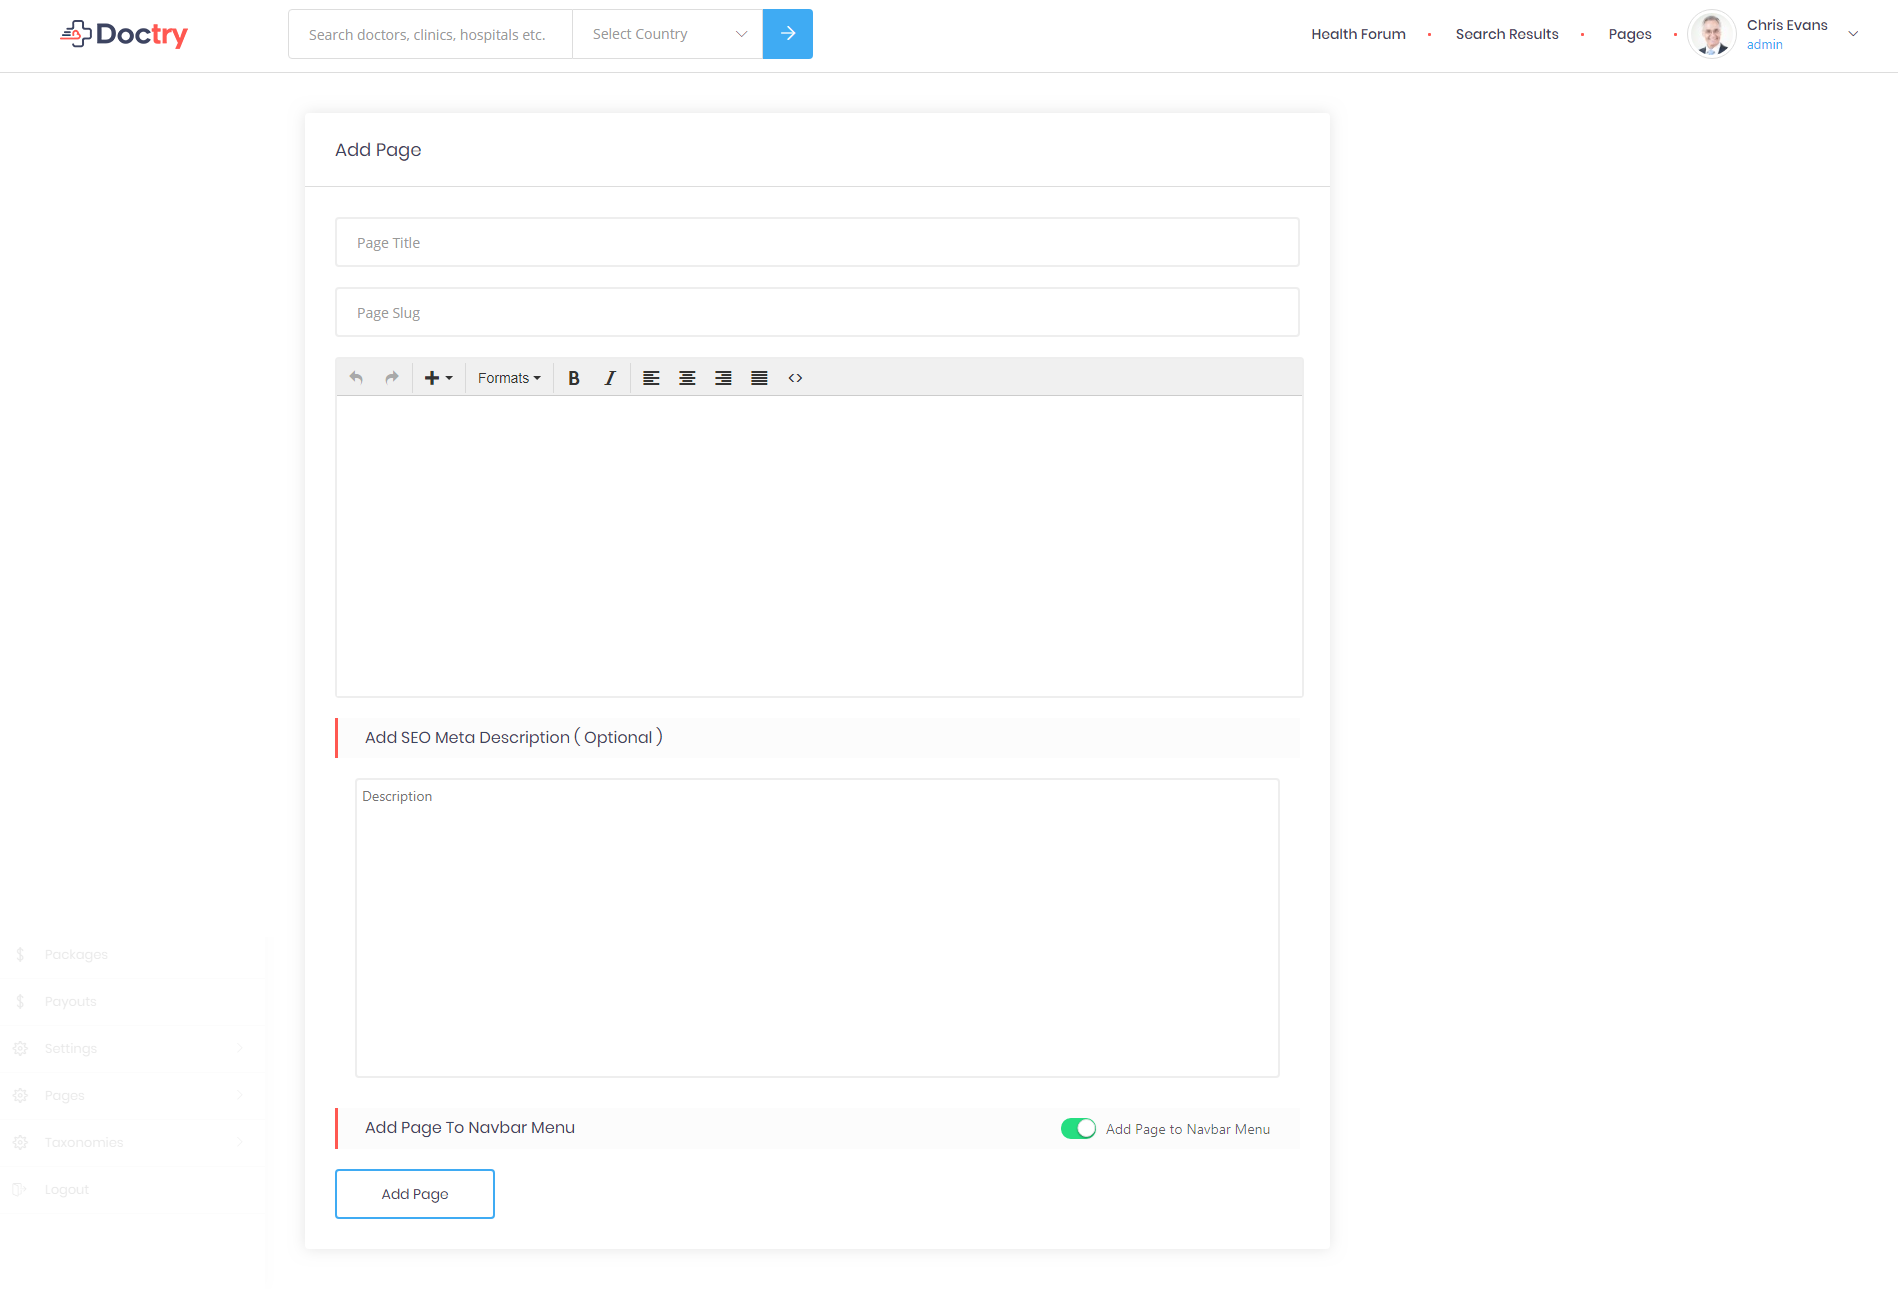 Doctry
Search doctors, clinics, hospitals etc.
Select Country
Health Forum
Search Results
Pages
Chris Evans
admin
Add Page
Page Title
Page Slug
Formats
B I
Add SEO Meta Description ( Optional )
Description
Packages
Payouts
Settings
Pages
Taxonomies
Logout
Add Page To Navbar Menu
Add Page to Navbar Menu
Add Page